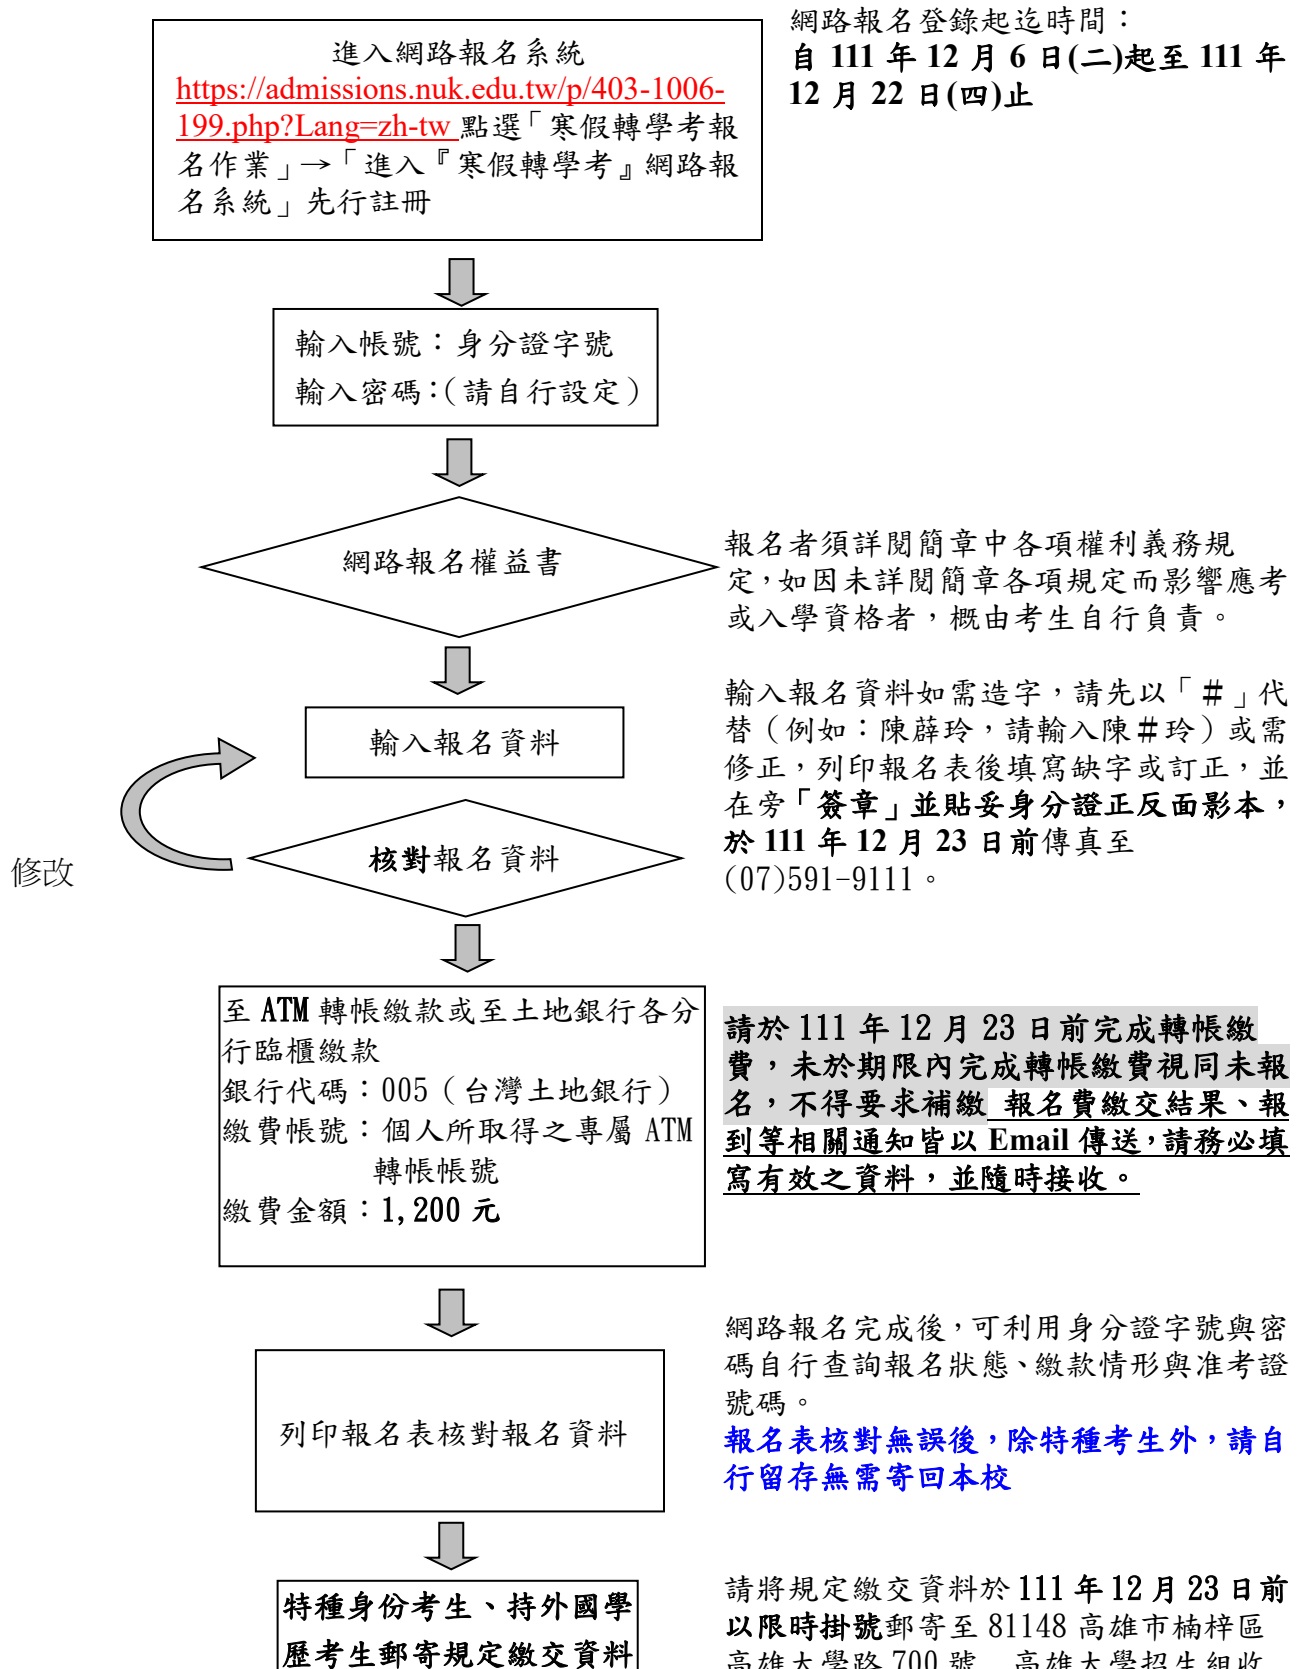 網路報名登錄起迄時間：
自 111 年 12 月 6 日(二)起至 111 年
12 月 22 日(四)止
進入網路報名系統
https://admissions.nuk.edu.tw/p/403-1006-
199.php?Lang=zh-tw 點選「寒假轉學考報
名作業」→「進入『寒假轉學考』網路報
名系統」先行註冊
輸入帳號：身分證字號
輸入密碼：(請自行設定)
網路報名權益書
報名者須詳閱簡章中各項權利義務規
定，如因未詳閱簡章各項規定而影響應考
或入學資格者，概由考生自行負責。
輸入報名資料
輸入報名資料如需造字，請先以「＃」代
替（例如：陳薜玲，請輸入陳＃玲）或需
修正，列印報名表後填寫缺字或訂正，並
在旁「簽章」並貼妥身分證正反面影本，
於 111 年 12 月 23 日前傳真至
(07)591-9111。
核對報名資料
修改
至 ATM 轉帳繳款或至土地銀行各分
行臨櫃繳款
銀行代碼：005（台灣土地銀行）
繳費帳號：個人所取得之專屬 ATM
轉帳帳號
繳費金額：1,200 元
請於 111 年 12 月 23 日前完成轉帳繳
費，未於期限內完成轉帳繳費視同未報
名，不得要求補繳 報名費繳交結果、報
到等相關通知皆以 Email 傳送，請務必填
寫有效之資料，並隨時接收。
列印報名表核對報名資料
網路報名完成後，可利用身分證字號與密
碼自行查詢報名狀態、繳款情形與准考證
號碼。
報名表核對無誤後，除特種考生外，請自
行留存無需寄回本校
特種身份考生、持外國學
歷考生郵寄規定繳交資料
請將規定繳交資料於 111 年 12 月 23 日前
以限時掛號郵寄至 81148 高雄市楠梓區
高雄大學路 700 號　高雄大學招生組收